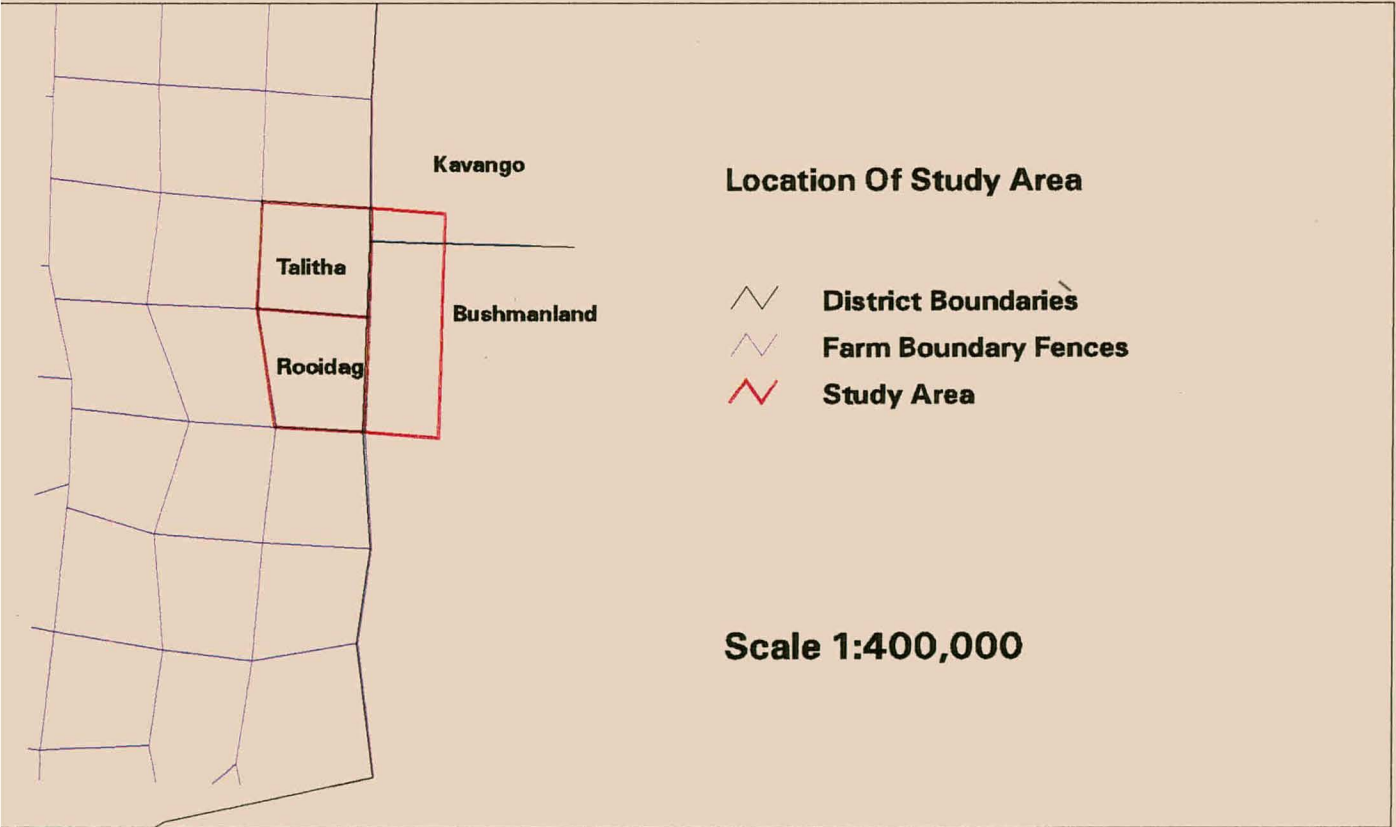 Kavango
Talitha
Bushmanland
Rooidag
Location Of Study Area
District Boundaries
Farm Boundary Fences
Study Area
Scale 1:400,000